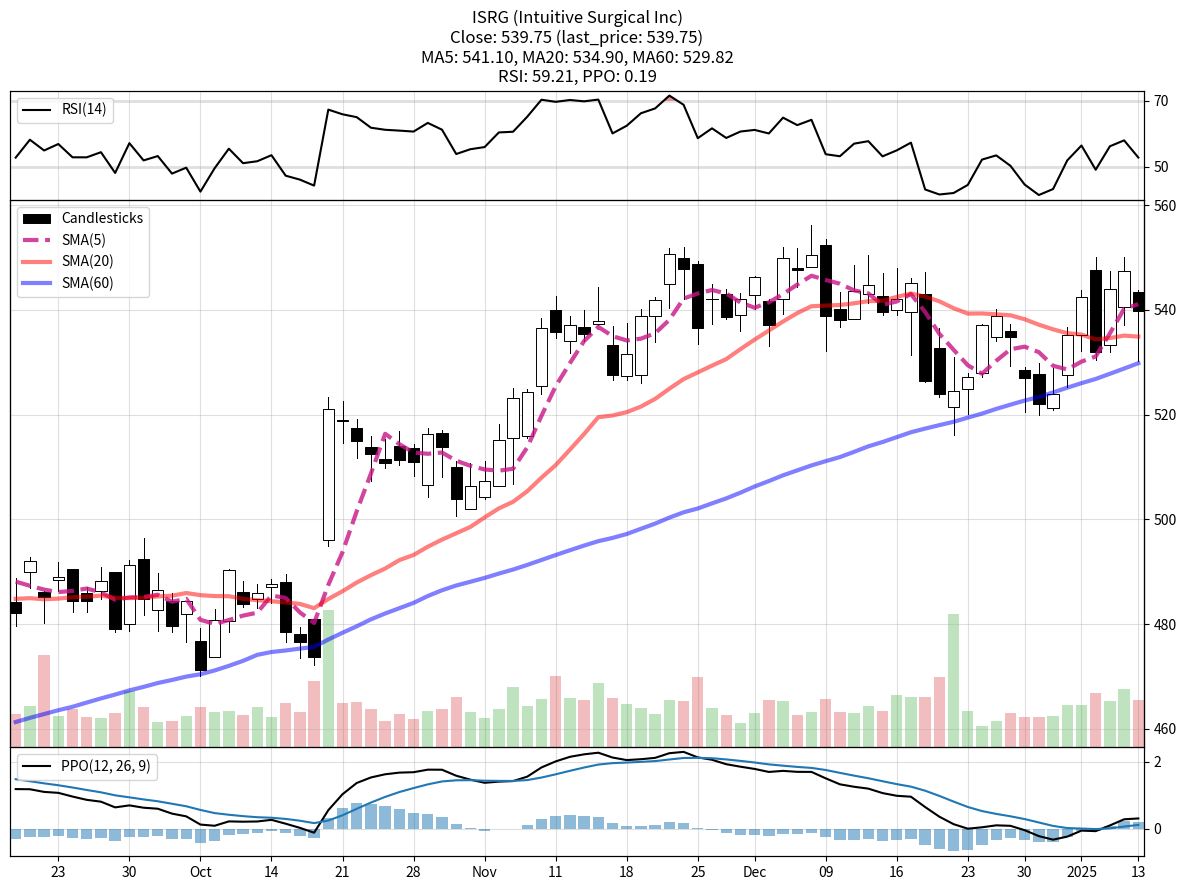 ISRG (Intuitive Surgical Inc)
Close: 539.75 (last_price: 539.75)
MA5: 541.10, MA20: 534.90, MA60: 529.82
RSI: 59.21, PPO: 0.19
RSI(14)
70
50
Candlesticks
SMA(5)
SMA(20)
SMA(60)
560
540
520
500
480
460
PPO(12, 26, 9)
2
0
23 30 Oct 14 21 28 Nov 11 18 25 Dec 09 16 23 30 2025 13